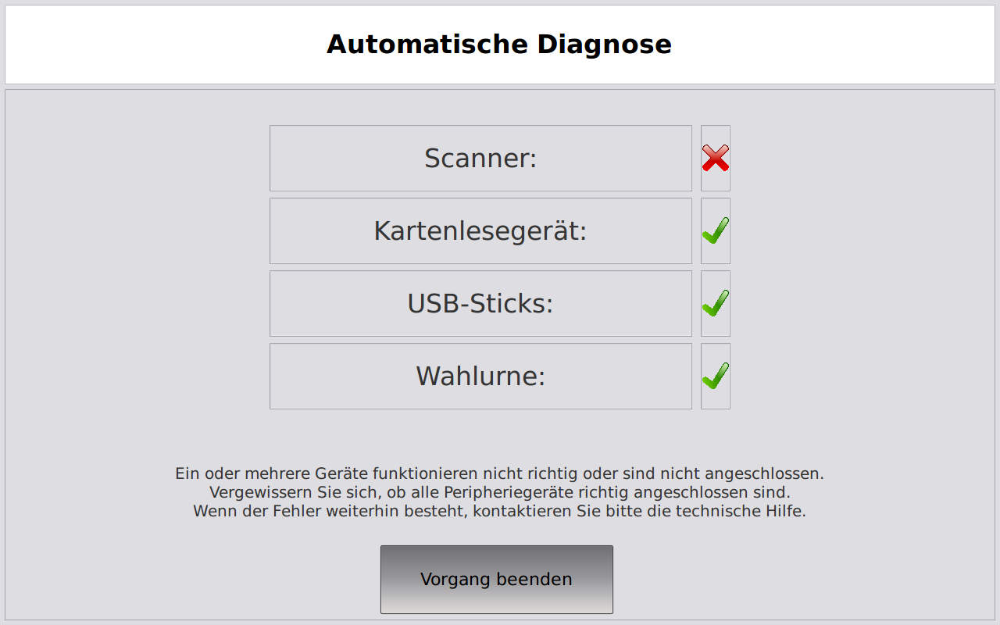 Automatische Diagnose
Scanner:
Kartenlesegerät:
USB-Sticks:
Wahlurne:
Ein oder mehrere Geräte funktionieren nicht richtig oder sind nicht angeschlossen.
Vergewissern Sie sich, ob alle Peripheriegeräte richtig angeschlossen sind.
Wenn der Fehler weiterhin besteht, kontaktieren Sie bitte die technische Hilfe.
Vorgang beenden